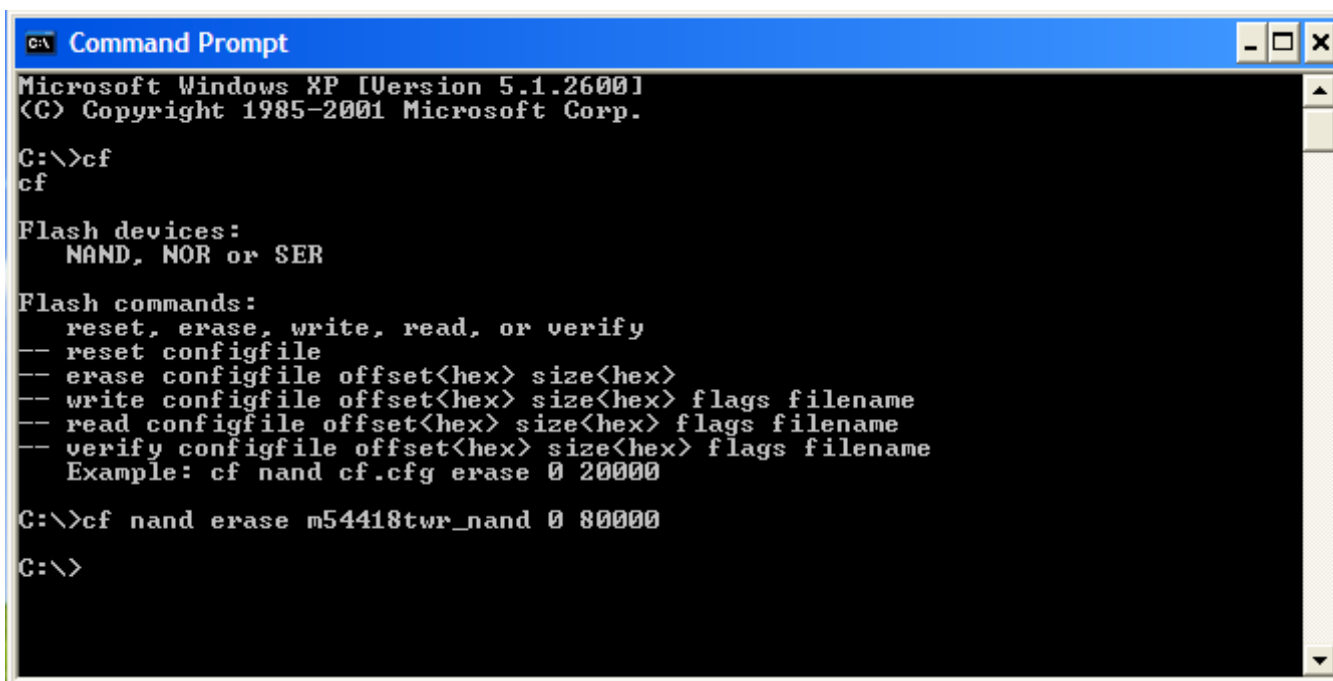 Command Prompt
Microsoft Windows XP [Version 5.1.2600]
(C) Copyright 1985-2001 Microsoft Corp.
C:\>cf
cf
Flash devices:
NAND, NOR or SER
Flash commands:
reset, erase, write, read, or verify
-- reset configfile
-- erase configfile offset<hex> size<hex>
-- write configfile offset<hex> size<hex> flags filename
-- read configfile offset<hex> size<hex> flags filename
-- verify configfile offset<hex> size<hex> flags filename
Example: cf nand cf.cfg erase 0 20000
C:\>cf nand erase m54418twr_nand 0 80000
C:\>